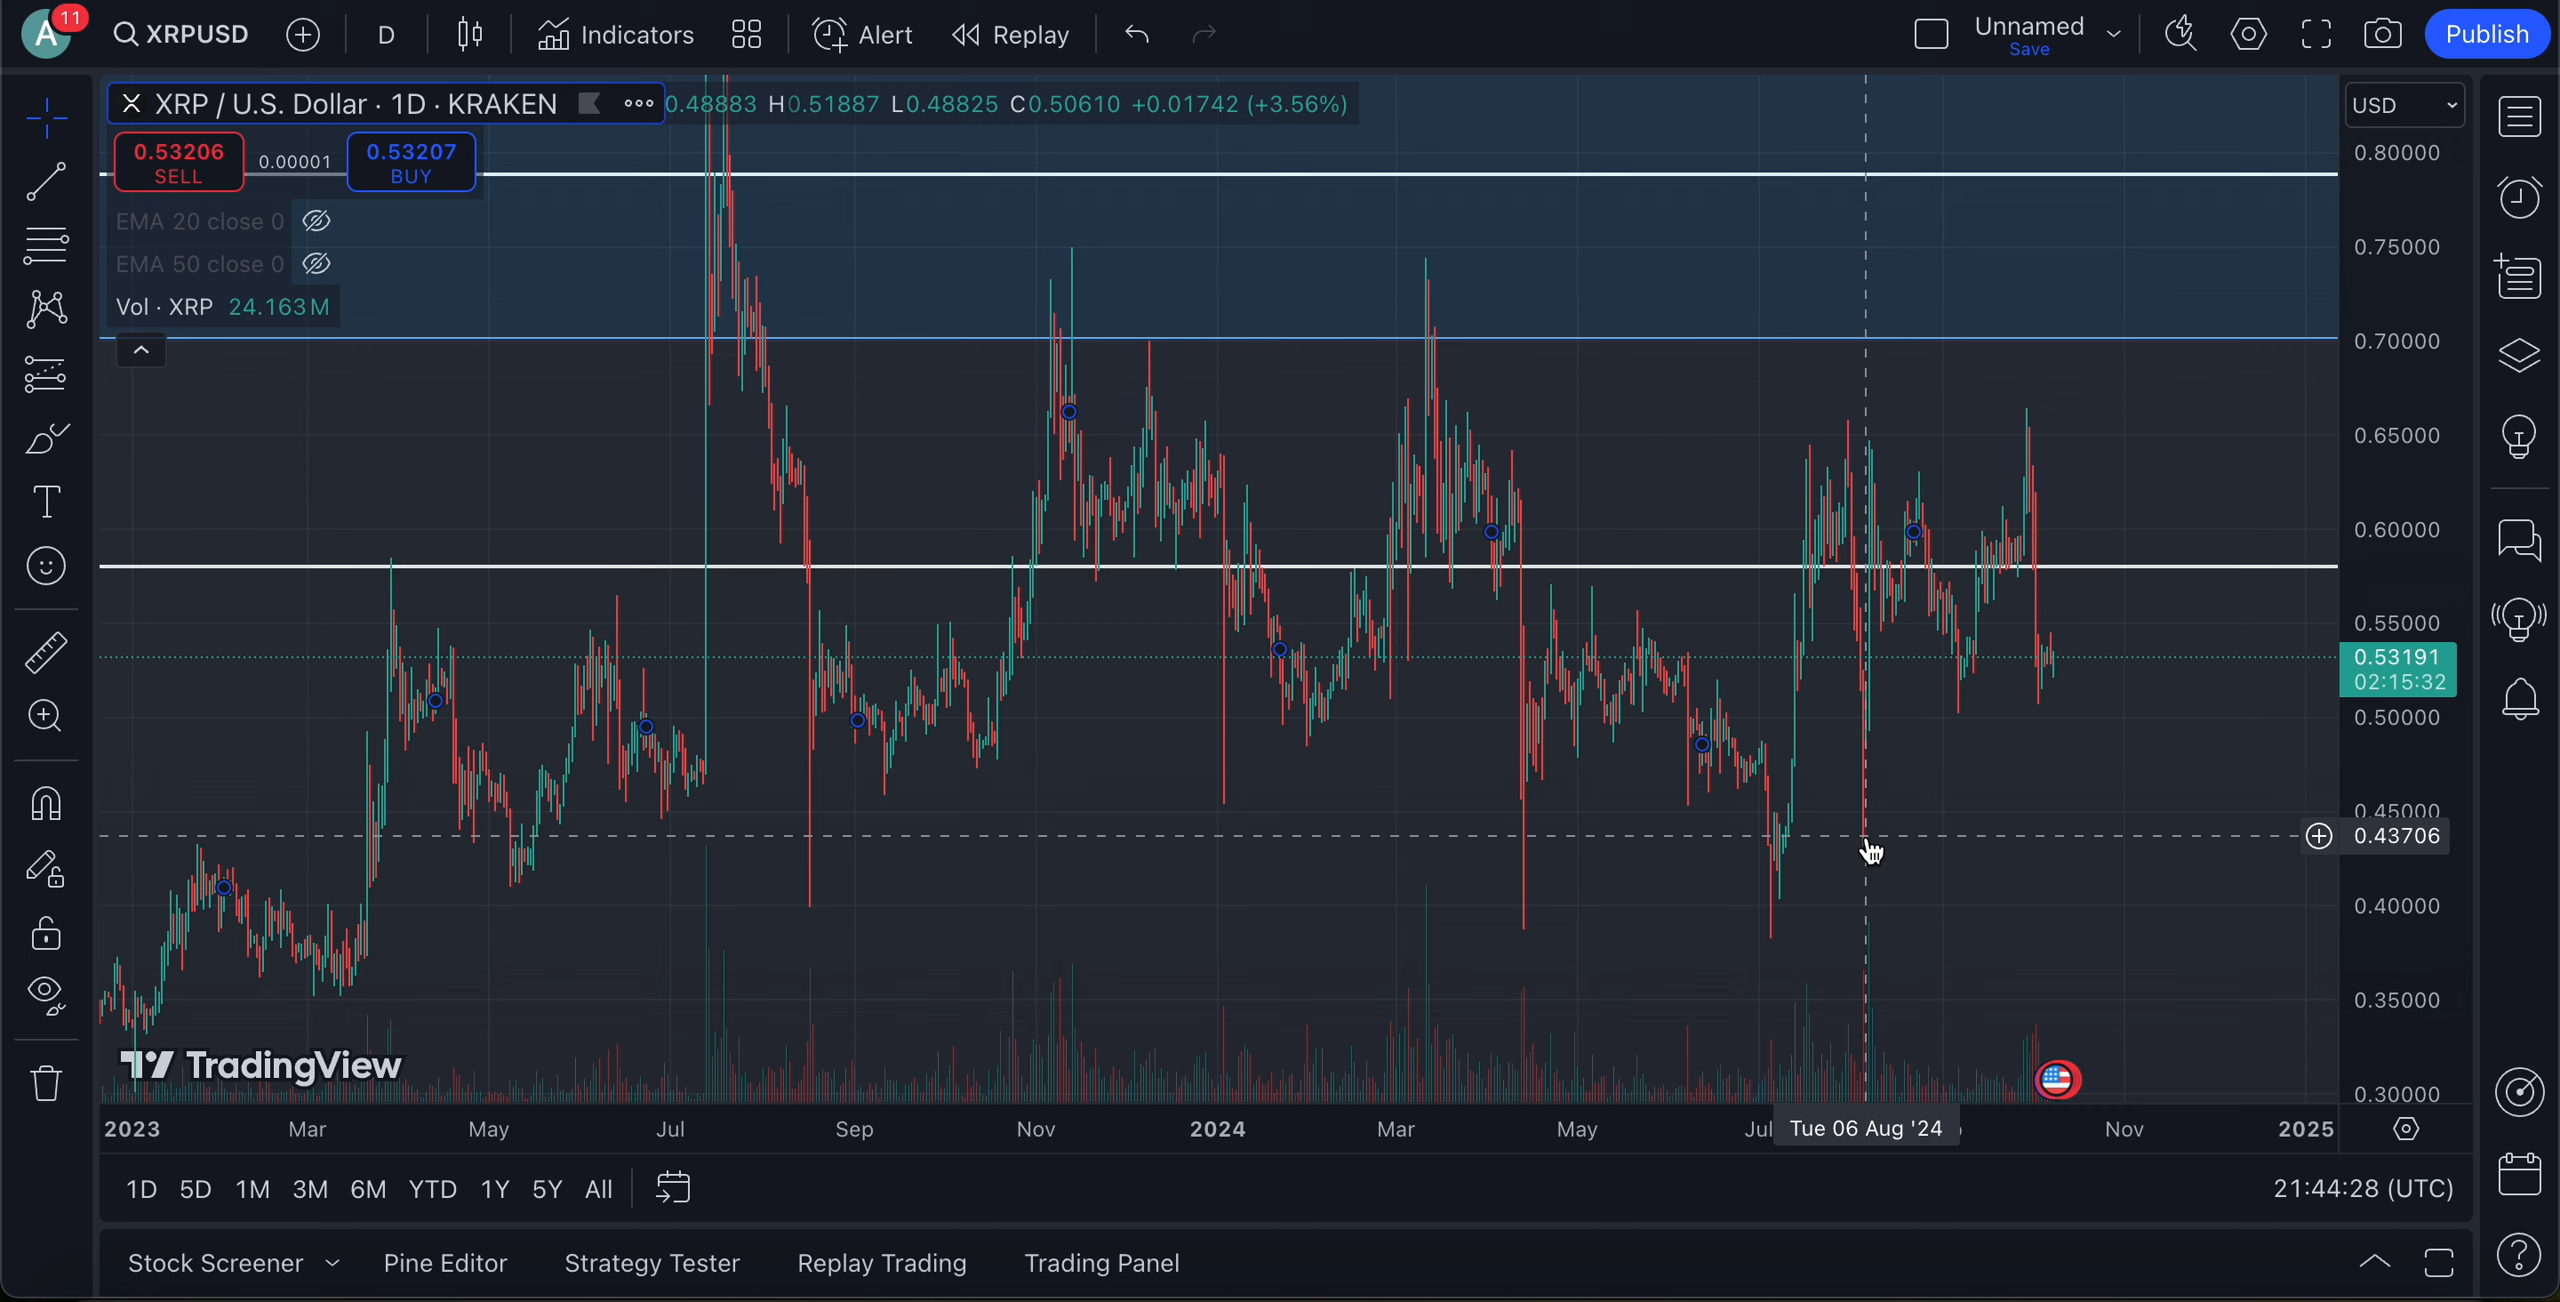 A 11 XRPUSD D Indicators Alert Replay Unnamed Save Publish
XRP / U.S. Dollar · 1D · KRAKEN 0.48883 H0.51887 L0.48825 C0.50610 +0.01742 (+3.56%)
USD
0.53206 SELL 0.00001 0.53207 BUY
EMA 20 close 0
EMA 50 close 0
Vol · XRP 24.163M
0.80000
0.75000
0.70000
0.65000
0.60000
0.55000
0.53191
02:15:32
0.50000
0.45000
0.43706
0.40000
0.35000
0.30000
TradingView
2023 Mar May Jul Sep Nov 2024 Mar May Jul Tue 06 Aug '24 Nov 2025
1D 5D 1M 3M 6M YTD 1Y 5Y All 21:44:28 (UTC)
Stock Screener Pine Editor Strategy Tester Replay Trading Trading Panel